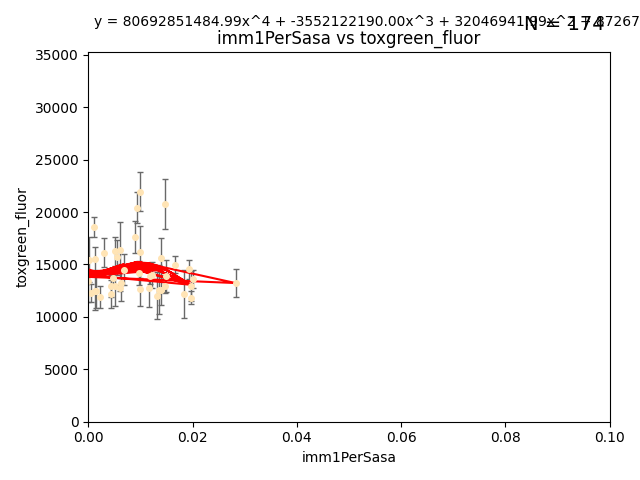 y = 80692851484.99x^4 + -3552122190.00x^3 +
N = 174
imm1PerSasa vs toxgreen_fluor
35000
30000
25000
20000
15000
10000
5000
0
toxgreen_fluor
0.00 0.02 0.04 0.06 0.08 0.10
imm1PerSasa